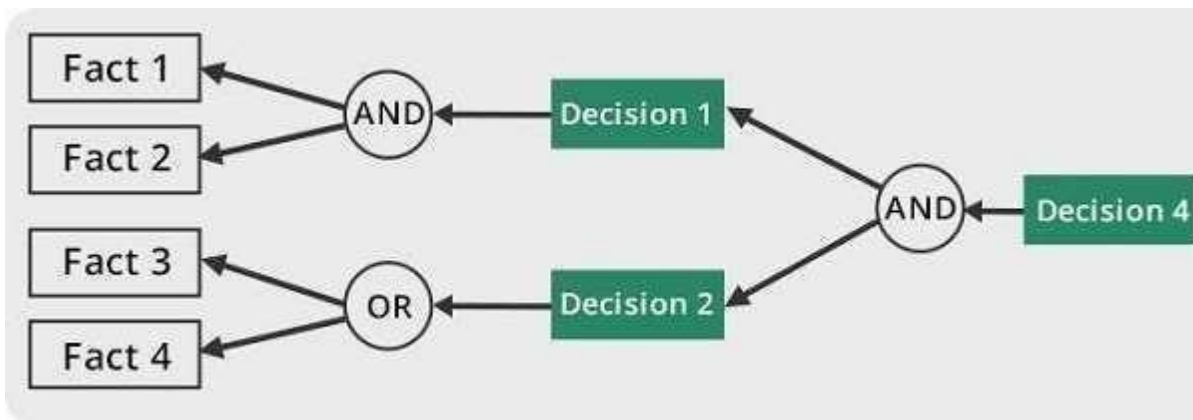 Fact 1
Fact 2
AND
Decision 1
Fact 3
Fact 4
OR
Decision 2
AND
Decision 4